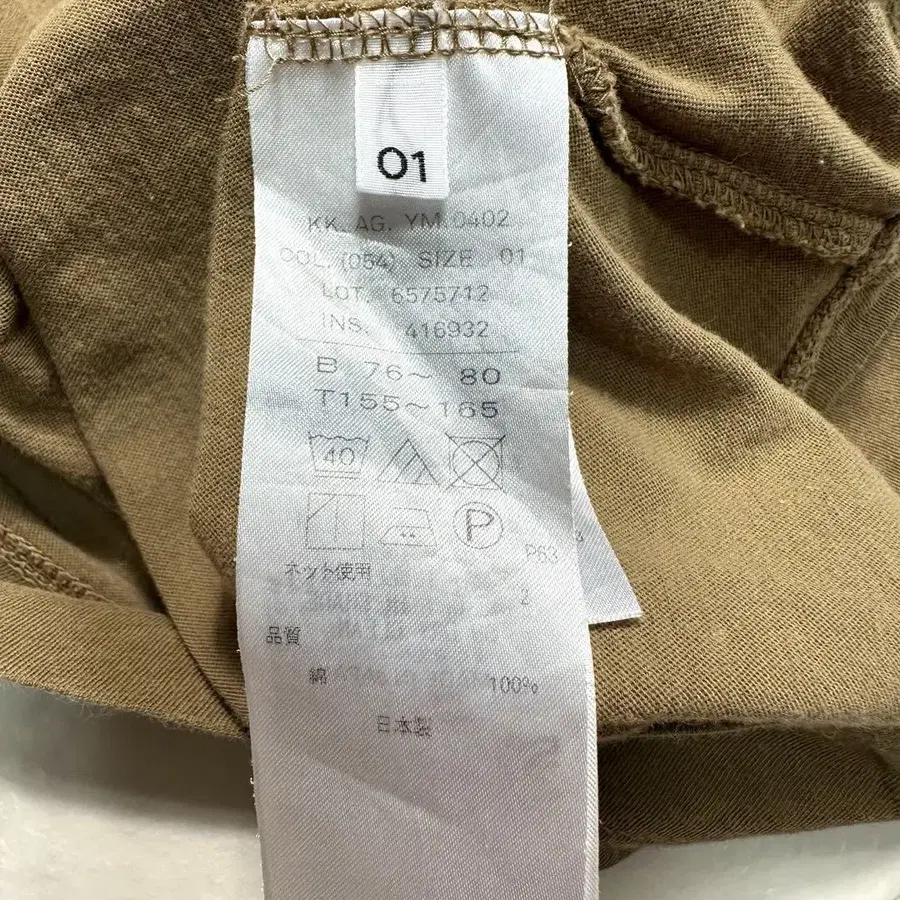 01
KK. AG. YM 0402
COL. (054) SIZE 01
LOT. 6575712
INS. 416932
B 76～ 80
T155～165
40
P
P63
ネット使用
2
品質
綿 100%
日本製